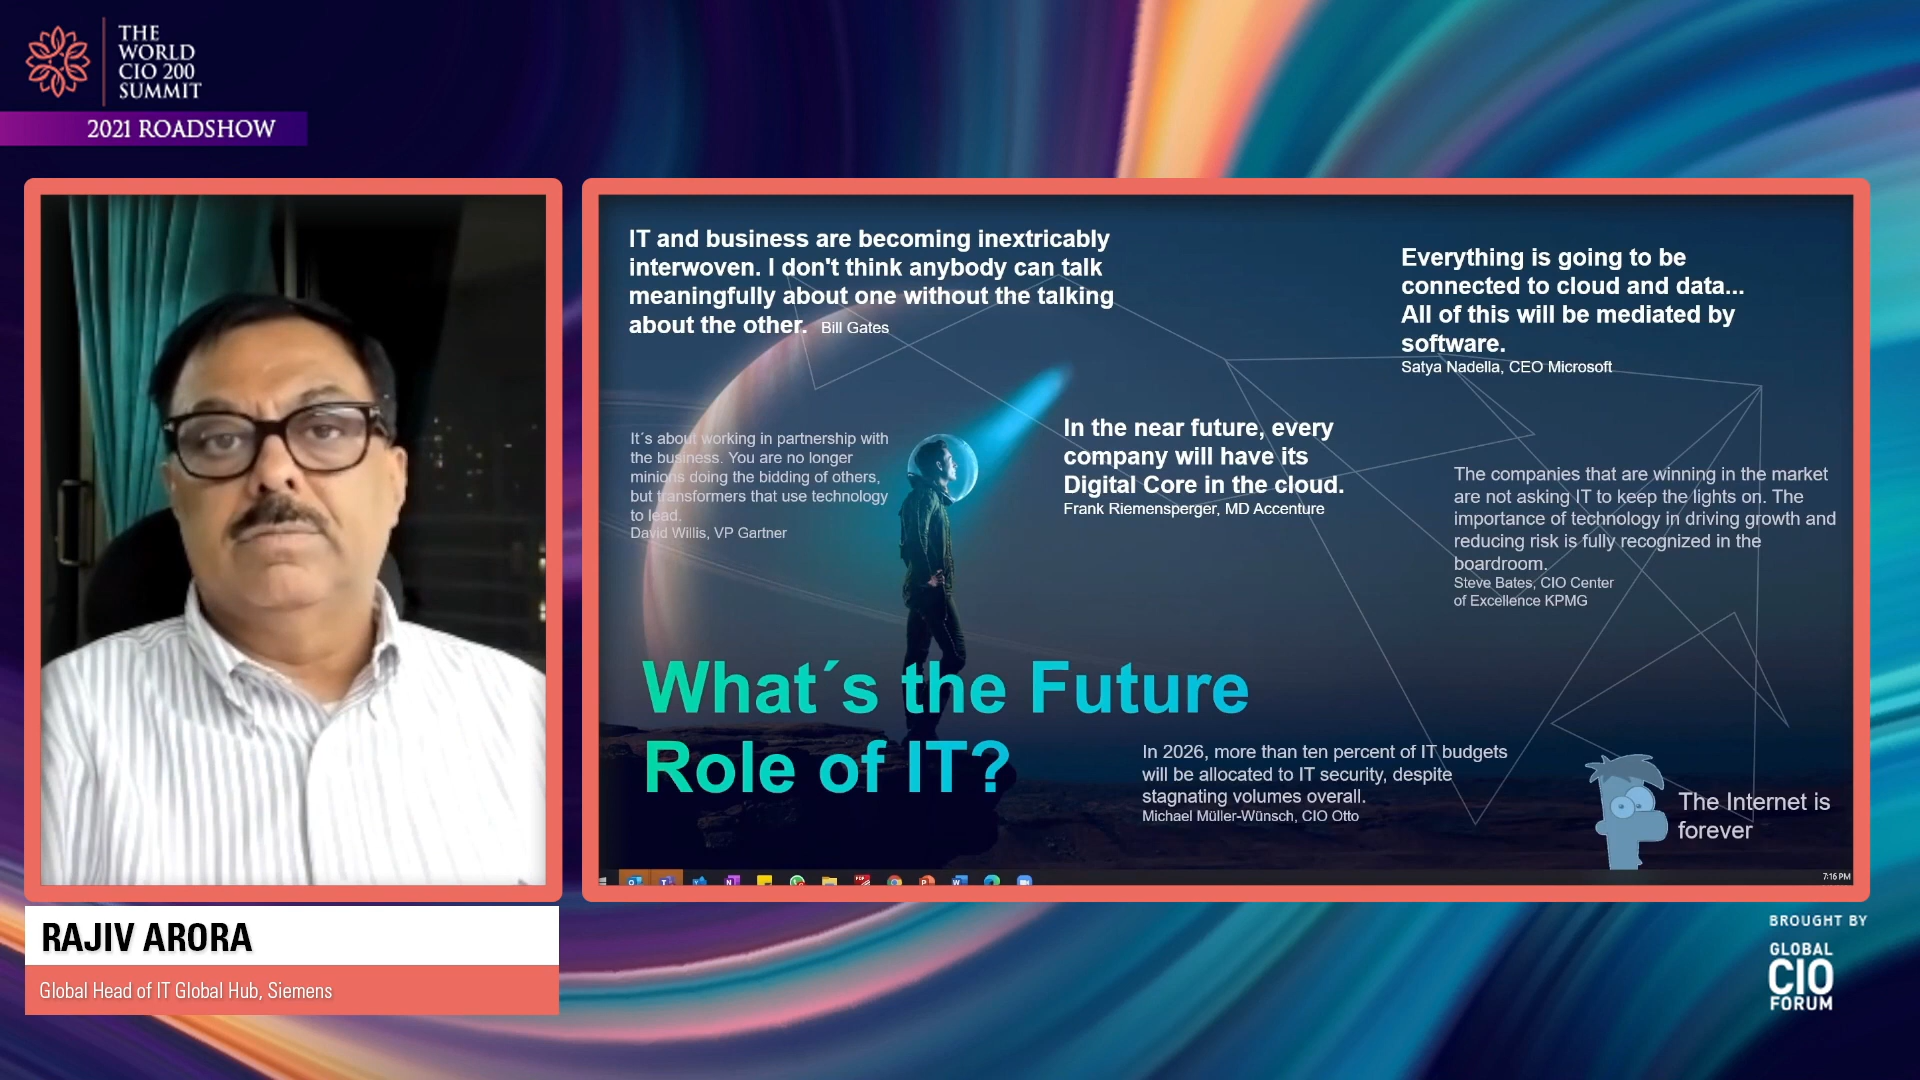 THE
WORLD
CIO 200
SUMMIT
2021 ROADSHOW
IT and business are becoming inextricably
interwoven. I don't think anybody can talk
meaningfully about one without the talking
about the other. Bill Gates
Everything is going to be
connected to cloud and data...
All of this will be mediated by
software.
Satya Nadella, CEO Microsoft
It´s about working in partnership with
the business. You are no longer
minions doing the bidding of others,
but transformers that use technology
to lead.
David Willis, VP Gartner
In the near future, every
company will have its
Digital Core in the cloud.
Frank Riemensperger, MD Accenture
The companies that are winning in the market
are not asking IT to keep the lights on. The
importance of technology in driving growth and
reducing risk is fully recognized in the
boardroom.
Steve Bates, CIO Center
of Excellence KPMG
What´s the Future
Role of IT?
In 2026, more than ten percent of IT budgets
will be allocated to IT security, despite
stagnating volumes overall.
Michael Müller-Wünsch, CIO Otto
The Internet is
forever
7:16 PM
RAJIV ARORA
Global Head of IT Global Hub, Siemens
BROUGHT BY
GLOBAL
CIO
FORUM